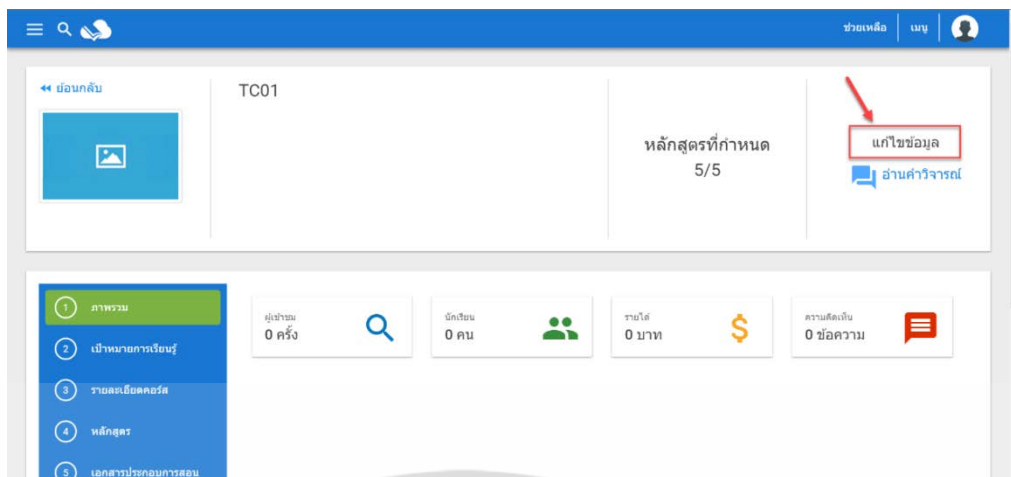 ช่วยเหลือ
เมนู
ย้อนกลับ
TC01
หลักสูตรที่กำหนด
5/5
แก้ไขข้อมูล
อ่านคำวิจารณ์
1 ภาพรวม
2 เป้าหมายการเรียนรู้
3 รายละเอียดคอร์ส
4 หลักสูตร
5 เอกสารประกอบการสอน
ผู้เข้าชม
0 ครั้ง
นักเรียน
0 คน
รายได้
0 บาท
ความคิดเห็น
0 ข้อความ